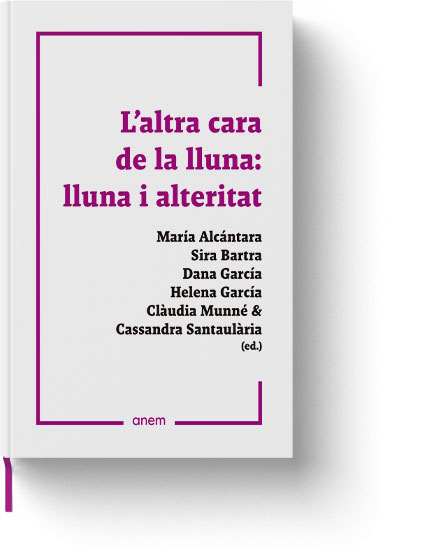 L’altra cara
de la lluna:
lluna i alteritat
María Alcántara
Sira Bartra
Dana García
Helena García
Clàudia Munné &
Cassandra Santaulària
(ed.)
anem